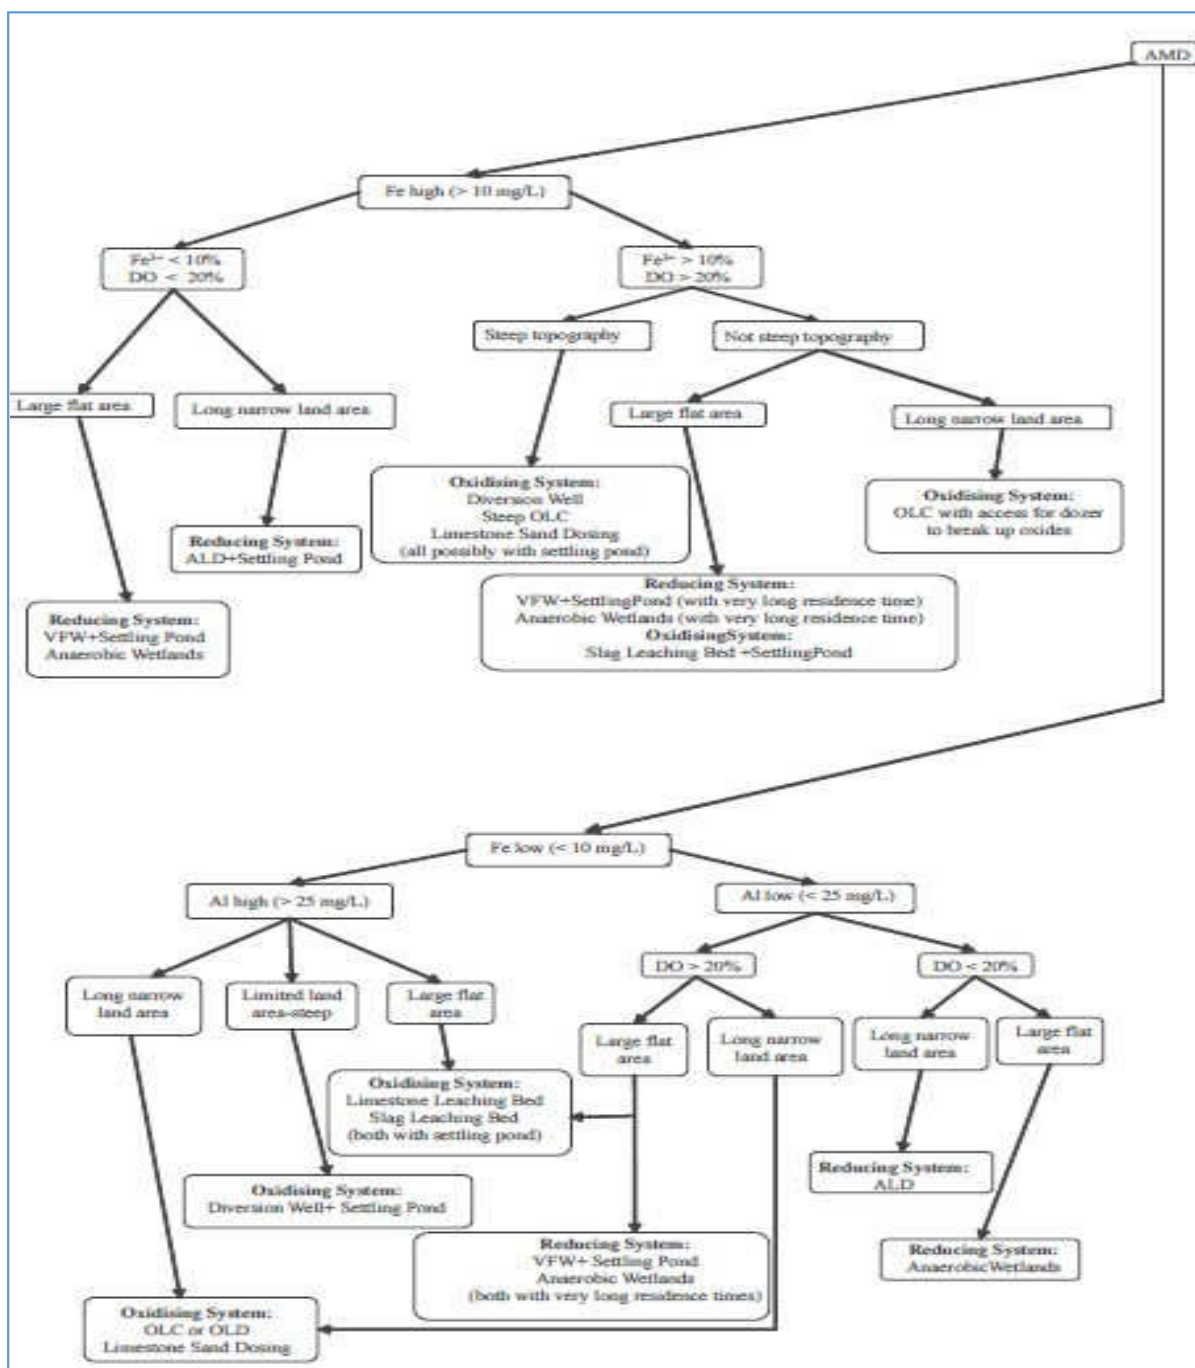 AMD
Fe high (> 10 mg/L)
Fe³⁺ < 10%
DO < 20%
Fe³⁺ > 10%
DO > 20%
Steep topography
Not steep topography
Large flat area
Long narrow land area
Large flat area
Long narrow land area
Oxidising System:
Diversion Well
Steep OLC
Limestone Sand Dosing
(all possibly with settling pond)
Oxidising System:
OLC with access for dozer
to break up oxides
Reducing System:
ALD+Settling Pond
Reducing System:
VFW+SettlingPond (with very long residence time)
Anaerobic Wetlands (with very long residence time)
OxidisingSystem:
Slag Leaching Bed +SettlingPond
Reducing System:
VFW+Settling Pond
Anaerobic Wetlands
Fe low (< 10 mg/L)
Al high (> 25 mg/L)
Al low (< 25 mg/L)
DO > 20%
DO < 20%
Long narrow
land area
Limited land
area-steep
Large flat
area
Large flat
area
Long narrow
land area
Long narrow
land area
Large flat
area
Oxidising System:
Limestone Leaching Bed
Slag Leaching Bed
(both with settling pond)
Reducing System:
ALD
Oxidising System:
Diversion Well+ Settling Pond
Reducing System:
VFW+ Settling Pond
Anaerobic Wetlands
(both with very long residence times)
Reducing System:
AnaerobicWetlands
Oxidising System:
OLC or OLD
Limestone Sand Dosing